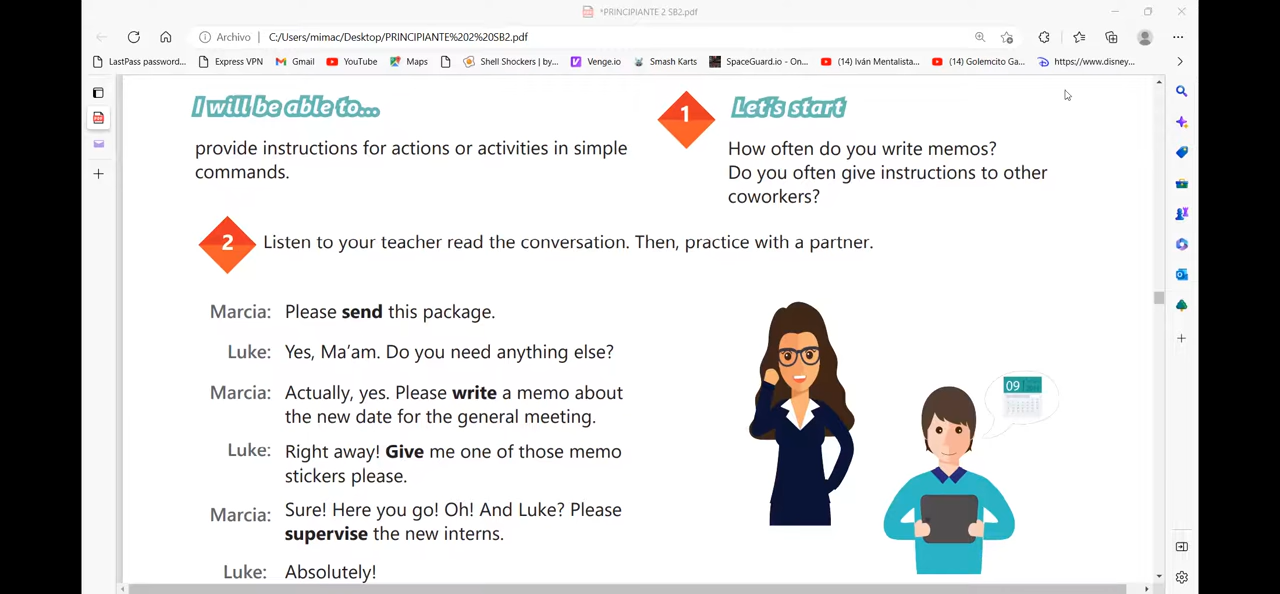 *PRINCIPIANTE 2 SB2.pdf
Archivo
C:/Users/mimac/Desktop/PRINCIPIANTE%202%20SB2.pdf
LastPass password...
Express VPN
Gmail
YouTube
Maps
Shell Shockers | by...
Venge.io
Smash Karts
SpaceGuard.io - On...
(14) Iván Mentalista...
(14) Golemcito Ga...
https://www.disney...
I will be able to...
provide instructions for actions or activities in simple
commands.
1
Let's start
How often do you write memos?
Do you often give instructions to other
coworkers?
2
Listen to your teacher read the conversation. Then, practice with a partner.
Marcia: Please send this package.
Luke: Yes, Ma'am. Do you need anything else?
Marcia: Actually, yes. Please write a memo about
the new date for the general meeting.
Luke: Right away! Give me one of those memo
stickers please.
Marcia: Sure! Here you go! Oh! And Luke? Please
supervise the new interns.
Luke: Absolutely!
09